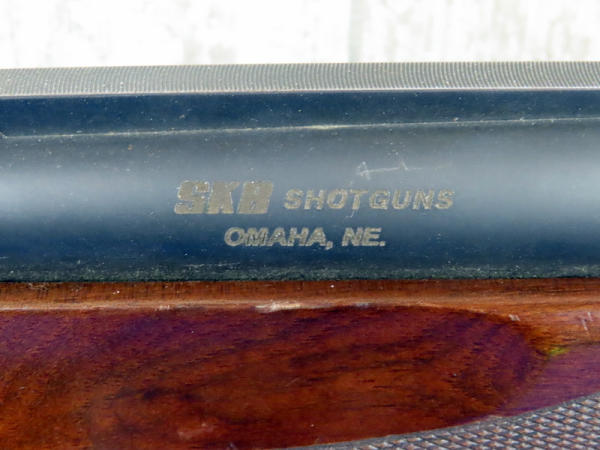 SKB SHOTGUNS
OMAHA, NE.